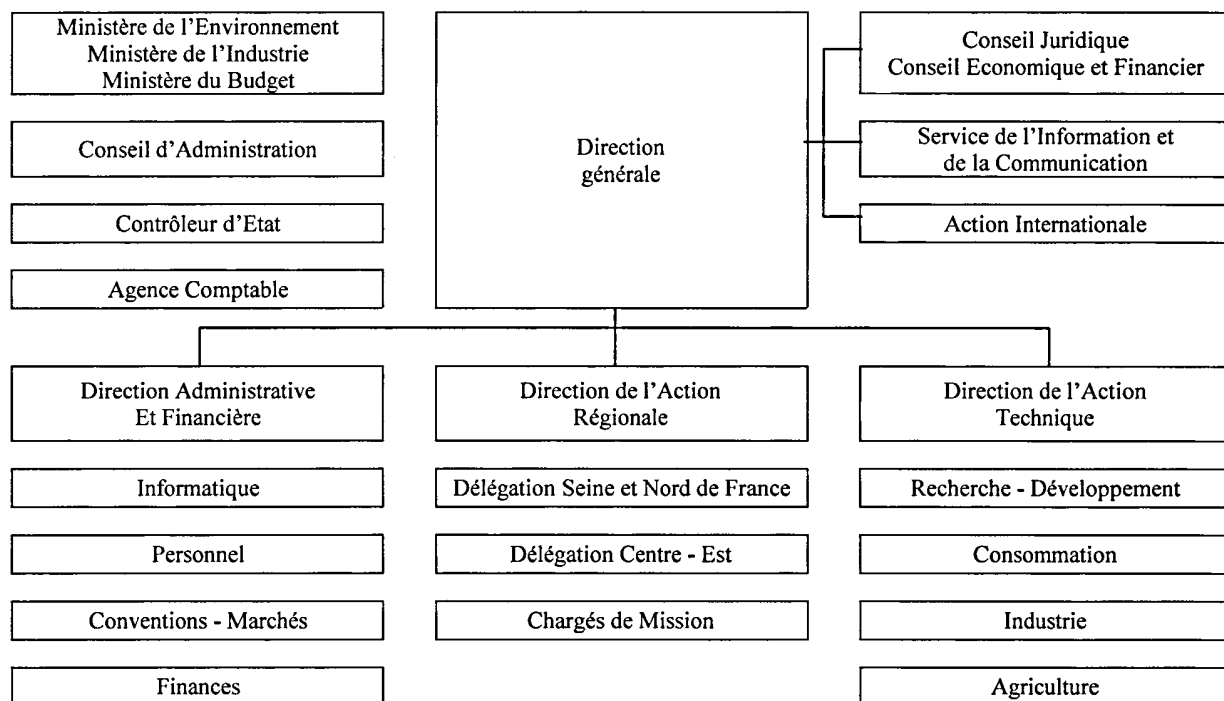 Ministère de l'Environnement
Ministère de l'Industrie
Ministère du Budget
Conseil d'Administration
Contrôleur d'Etat
Agence Comptable
Direction
générale
Conseil Juridique
Conseil Economique et Financier
Service de l'Information et
de la Communication
Action Internationale
Direction Administrative
Et Financière
Informatique
Personnel
Conventions - Marchés
Finances
Direction de l'Action
Régionale
Délégation Seine et Nord de France
Délégation Centre - Est
Chargés de Mission
Direction de l'Action
Technique
Recherche - Développement
Consommation
Industrie
Agriculture